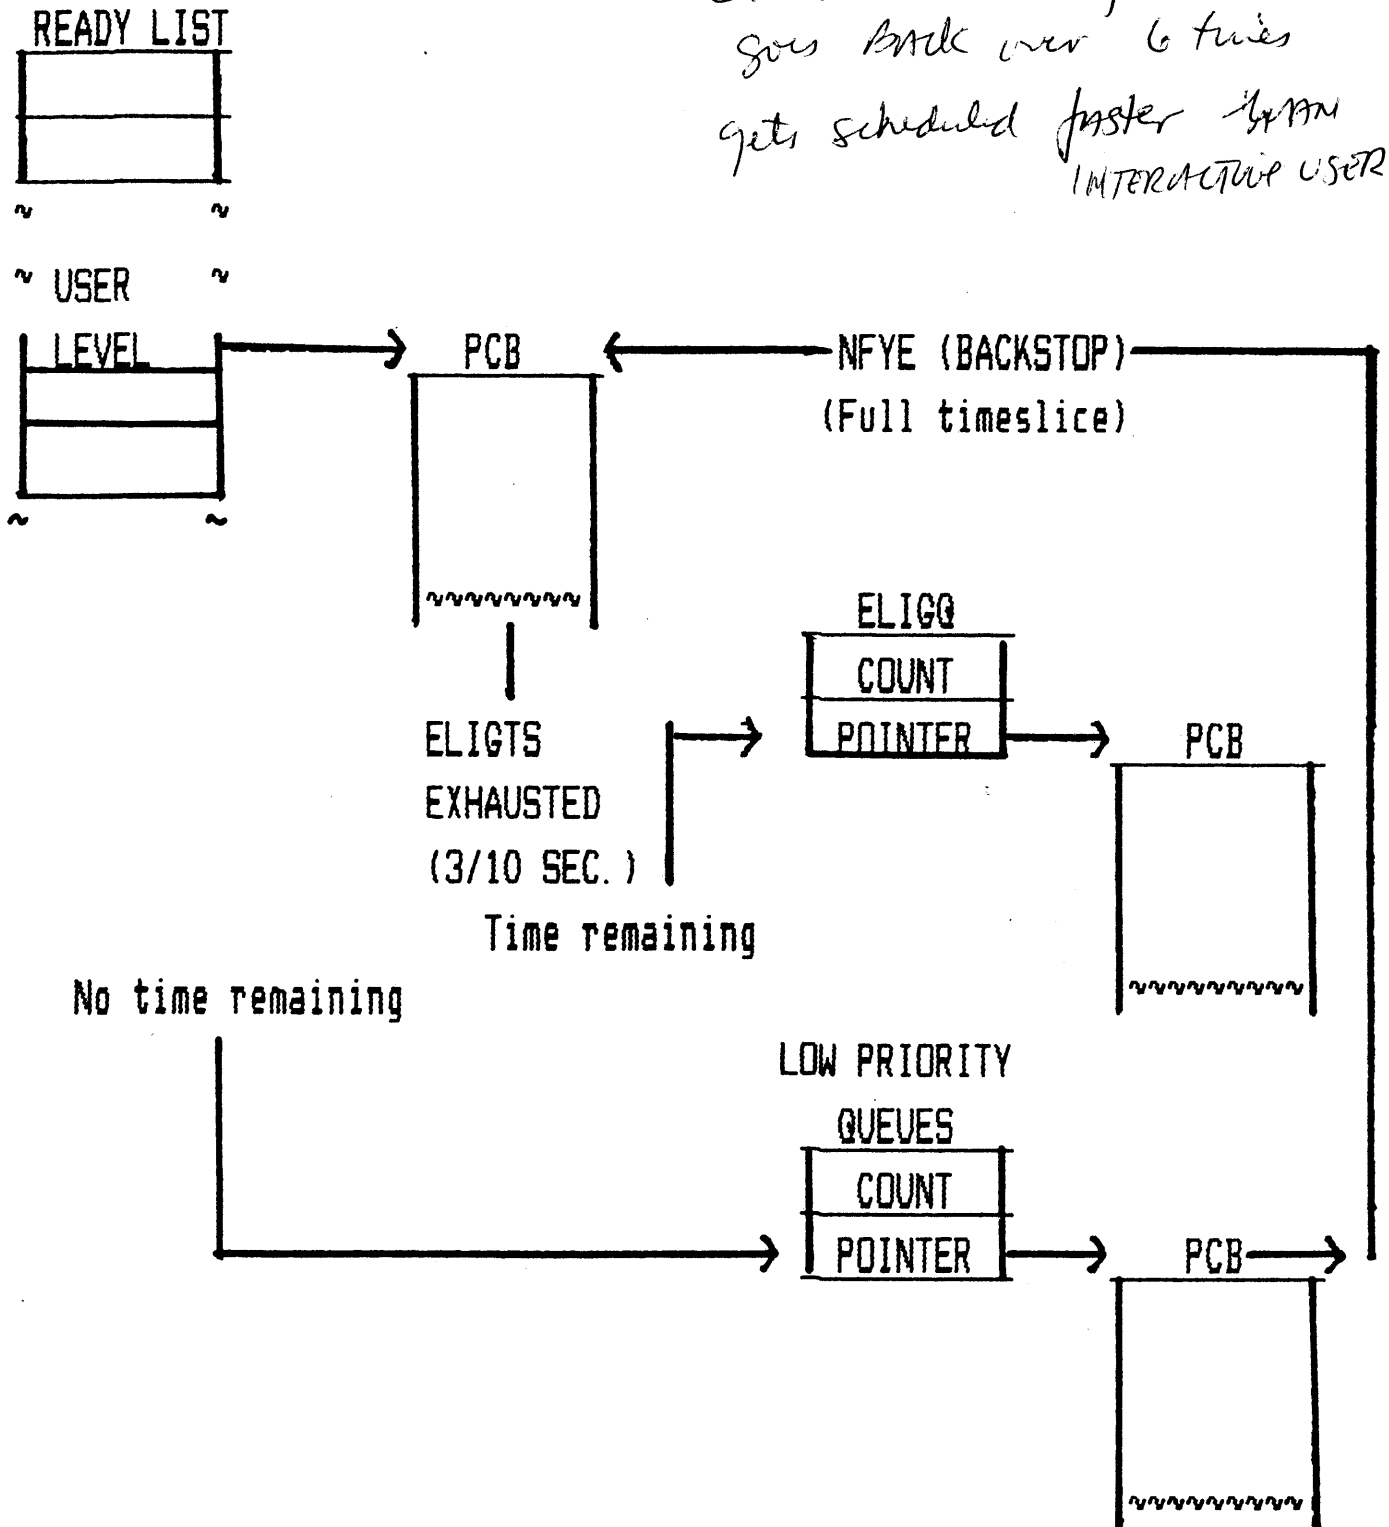 READY LIST
goes BACK over 6 times
gets scheduled faster THAN
INTERACTIVE USER
~ ~
~ USER ~
LEVEL
PCB
NFYE (BACKSTOP)
(Full timeslice)
~ ~
~~~~~~~~
ELIGQ
COUNT
POINTER
PCB
ELIGTS
EXHAUSTED
(3/10 SEC.)
Time remaining
~~~~~~~~~
No time remaining
LOW PRIORITY
QUEUES
COUNT
POINTER
PCB
~~~~~~~~~